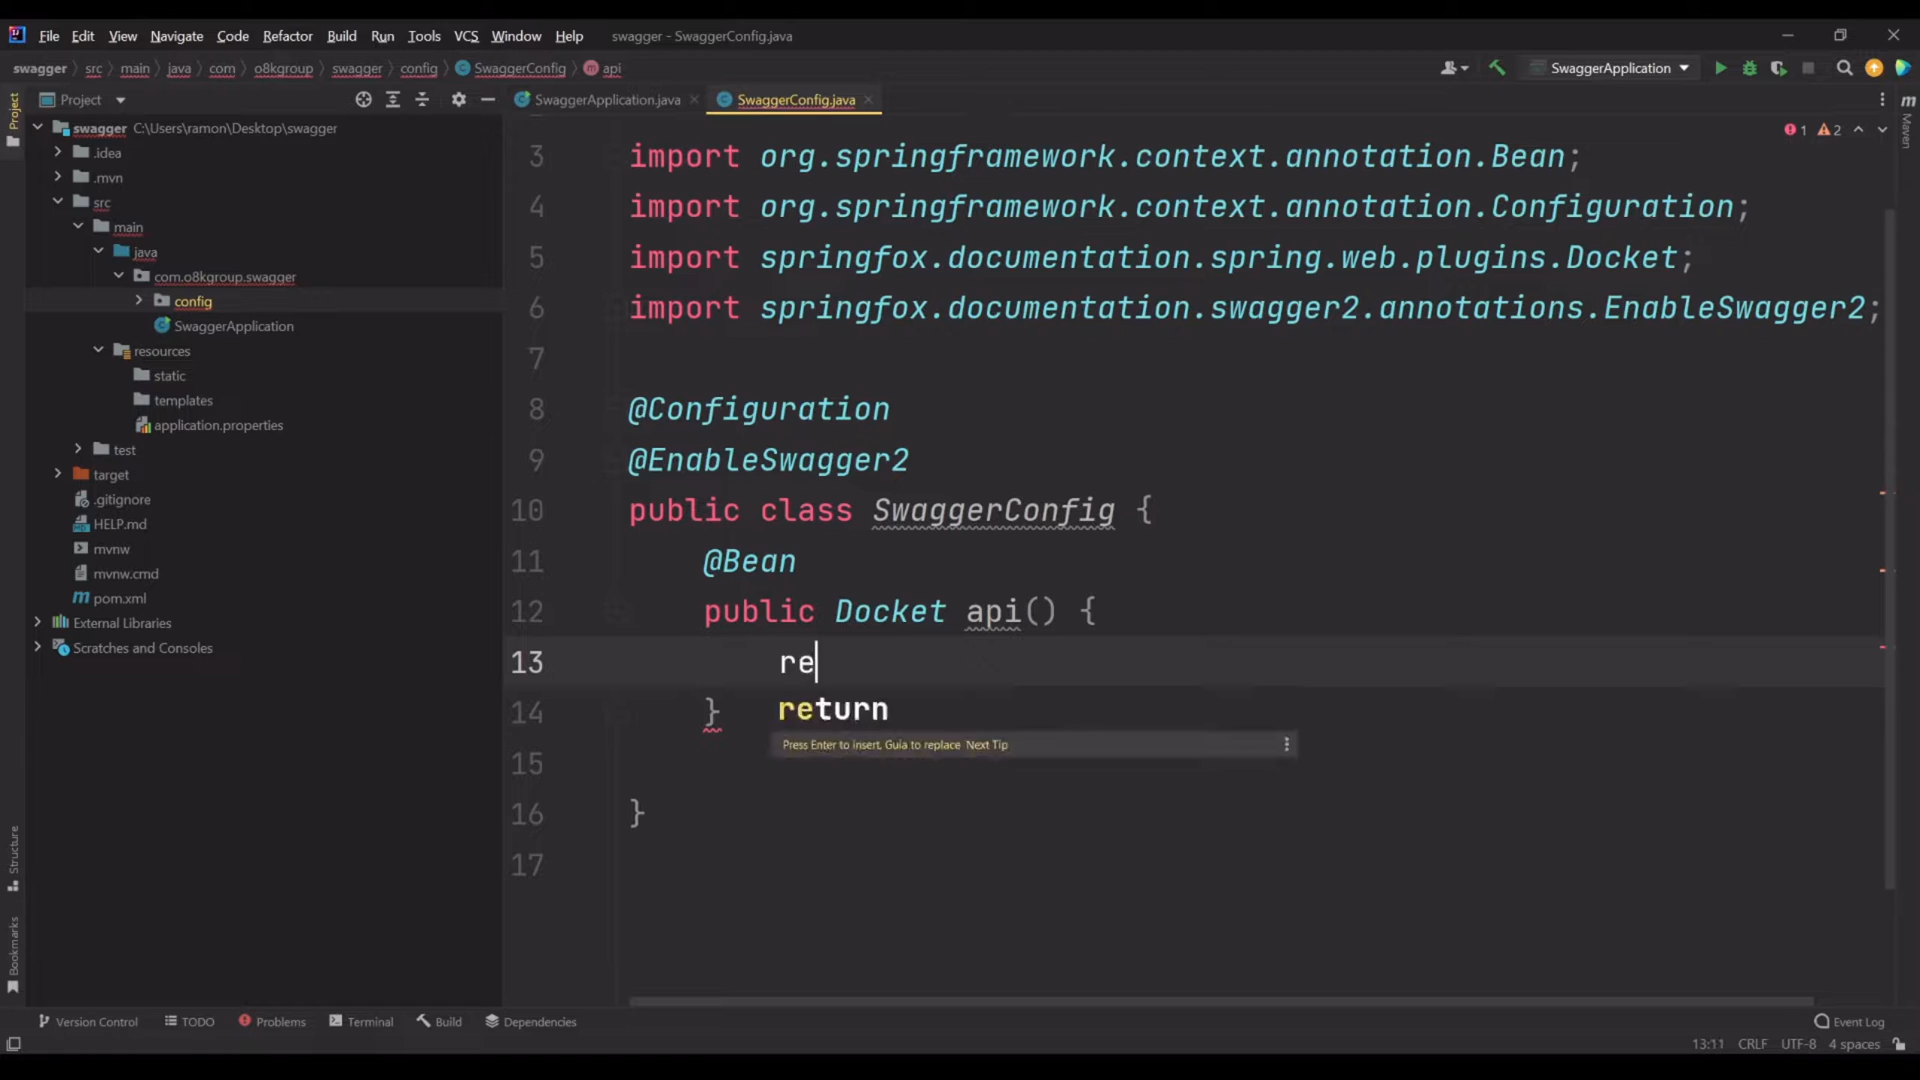 File Edit View Navigate Code Refactor Build Run Tools VCS Window Help swagger - SwaggerConfig.java
swagger src main java com o8kgroup swagger config SwaggerConfig api SwaggerApplication
Project SwaggerApplication.java SwaggerConfig.java
Project
Maven
swagger C:\Users\ramon\Desktop\swagger
.idea
.mvn
src
main
java
com.o8kgroup.swagger
config
SwaggerApplication
resources
static
templates
application.properties
test
target
.gitignore
HELP.md
mvnw
mvnw.cmd
pom.xml
External Libraries
Scratches and Consoles
Structure
Bookmarks
1 2
3 import org.springframework.context.annotation.Bean;
4 import org.springframework.context.annotation.Configuration;
5 import springfox.documentation.spring.web.plugins.Docket;
6 import springfox.documentation.swagger2.annotations.EnableSwagger2;
7
8 @Configuration
9 @EnableSwagger2
10 public class SwaggerConfig {
11 @Bean
12 public Docket api() {
13 re
14 } return
Press Enter to insert, Guia to replace Next Tip
15
16 }
17
Version Control TODO Problems Terminal Build Dependencies Event Log
13:11 CRLF UTF-8 4 spaces